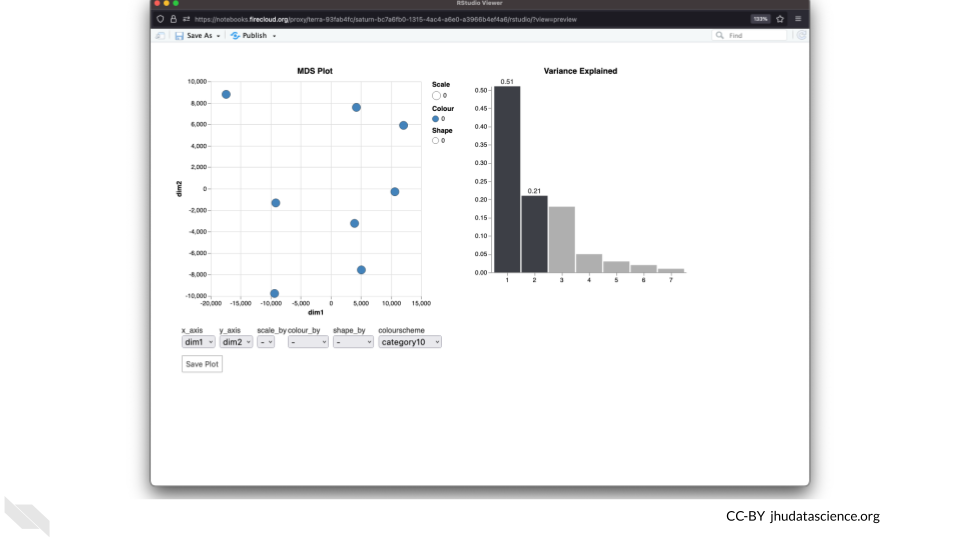 RStudio Viewer
https://notebooks.firecloud.org/proxy/terra-93fab4fc/saturn-bc7a6fb0-1315-4ac4-a6e0-a3966b4ef4a6/rstudio/?view=preview
133%
Save As
Publish
Find
MDS Plot
10,000
8,000
6,000
4,000
2,000
0
-2,000
-4,000
-6,000
-8,000
-10,000
dim2
-20,000 -15,000 -10,000 -5,000 0 5,000 10,000 15,000
dim1
Scale
0
Colour
0
Shape
0
Variance Explained
0.51
0.21
0.50
0.45
0.40
0.35
0.30
0.25
0.20
0.15
0.10
0.05
0.00
1 2 3 4 5 6 7
x_axis y_axis scale_by colour_by shape_by colourscheme
dim1 dim2 - - - category10
Save Plot
CC-BY jhudatascience.org